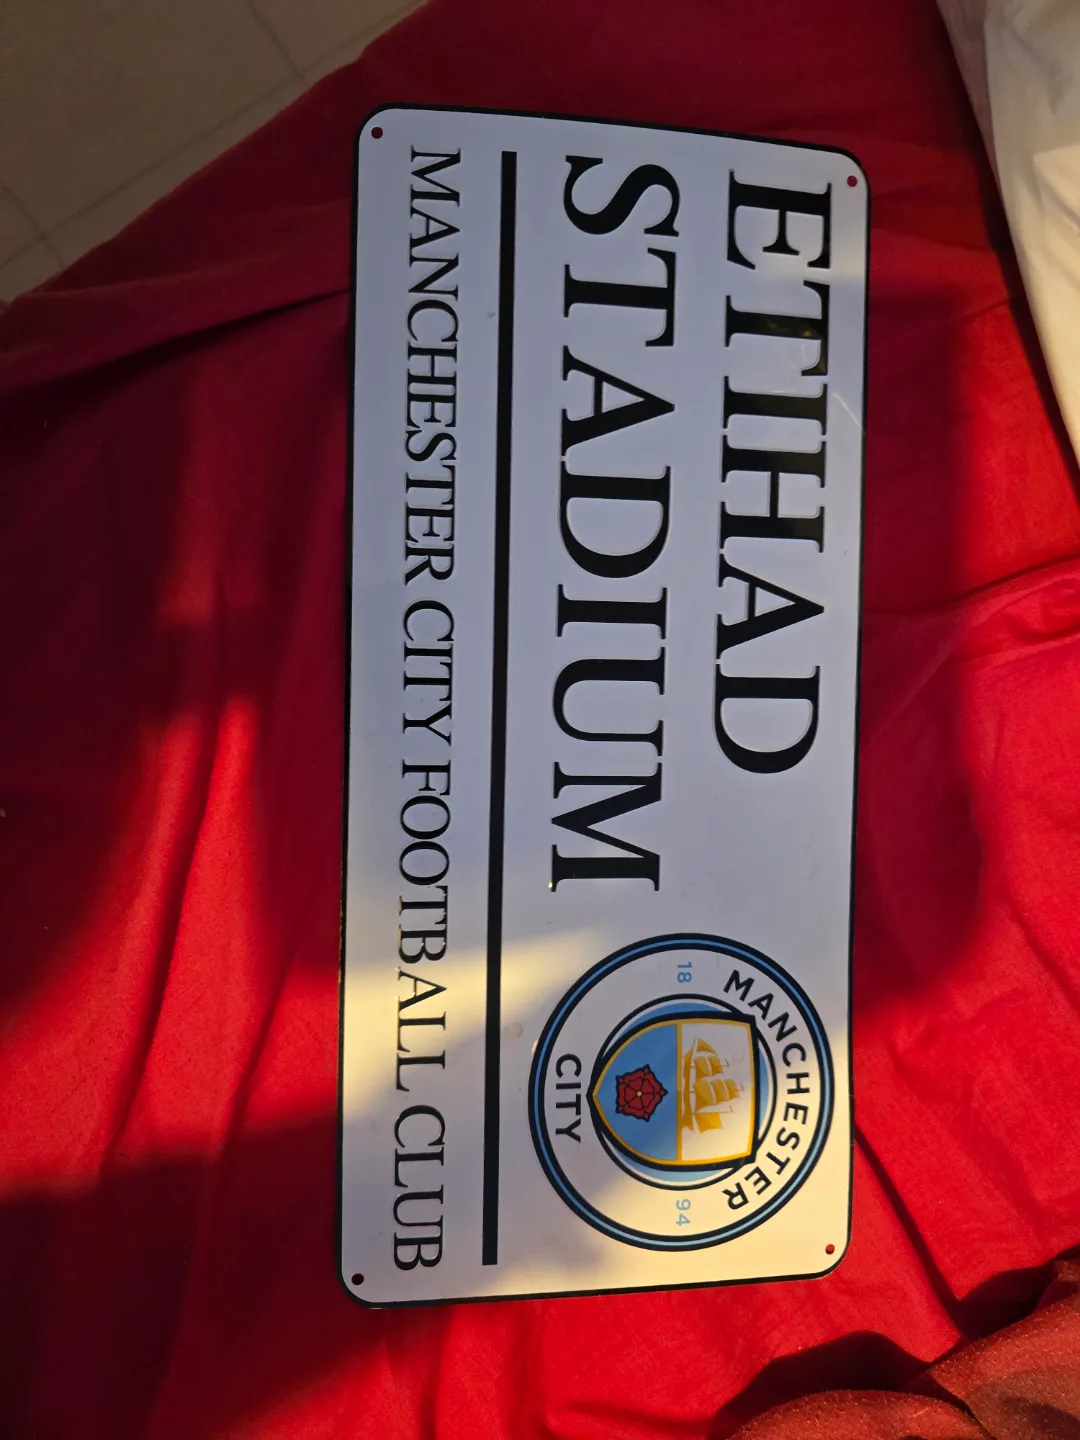 ETIHAD
STADIUM
MANCHESTER
18 94
CITY
MANCHESTER CITY FOOTBALL CLUB